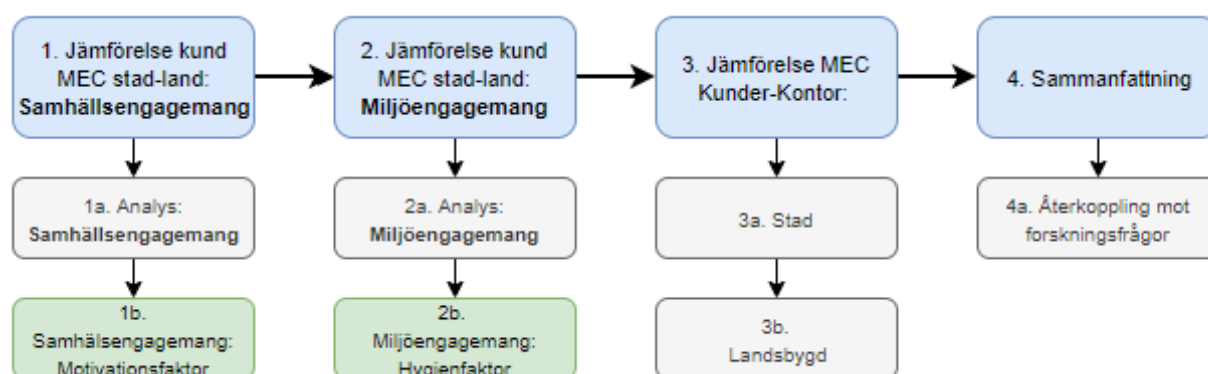 1. Jämförelse kund
MEC stad-land:
Samhällsengagemang
2. Jämförelse kund
MEC stad-land:
Miljöengagemang
3. Jämförelse MEC
Kunder-Kontor:
4. Sammanfattning
1a. Analys:
Samhällsengagemang
2a. Analys:
Miljöengagemang
3a. Stad
4a. Återkoppling mot
forskningsfrågor
1b.
Samhälsengagemang:
Motivationsfaktor
2b.
Miljöengagemang:
Hygienfaktor
3b.
Landsbygd